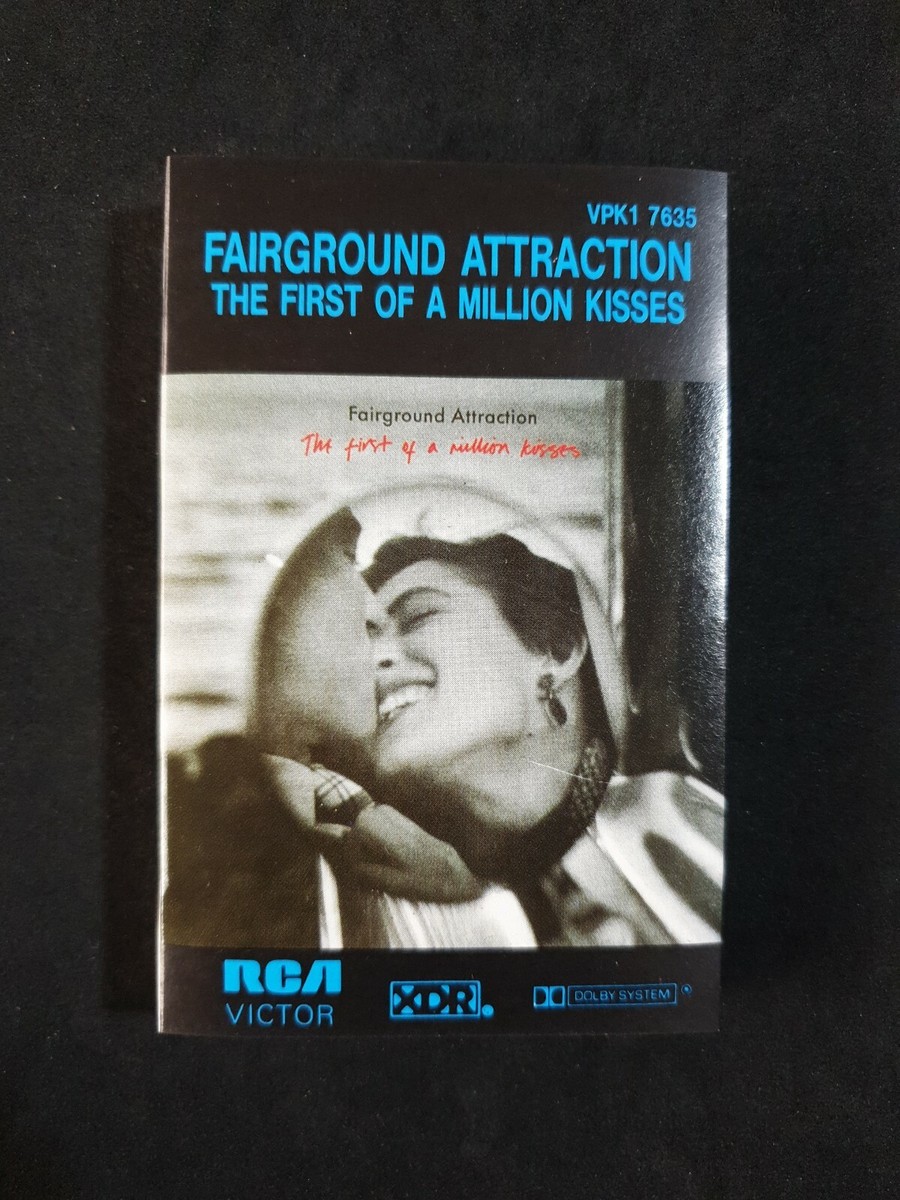 VPK1 7635
FAIRGROUND ATTRACTION
THE FIRST OF A MILLION KISSES
Fairground Attraction
The first of a million kisses
RCA
VICTOR
XDR®
DOLBY SYSTEM ®